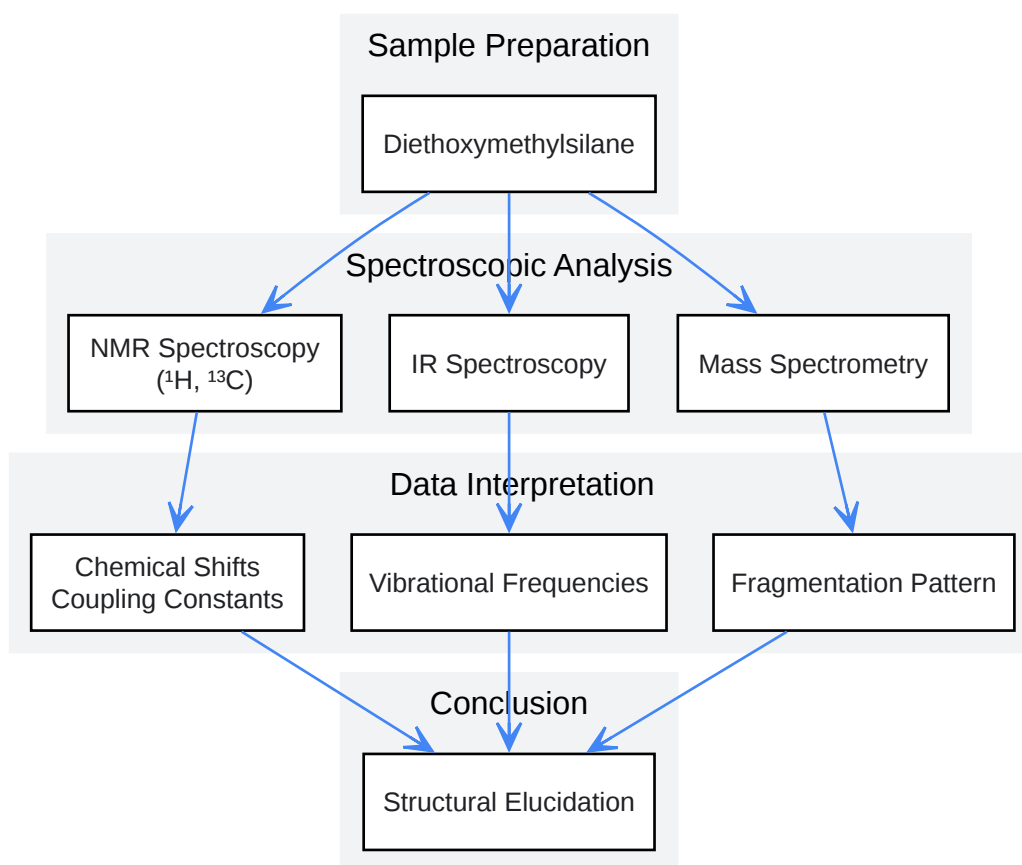 Sample Preparation
Diethoxymethylsilane
Spectroscopic Analysis
NMR Spectroscopy
(¹H, ¹³C)
IR Spectroscopy
Mass Spectrometry
Data Interpretation
Chemical Shifts
Coupling Constants
Vibrational Frequencies
Fragmentation Pattern
Conclusion
Structural Elucidation